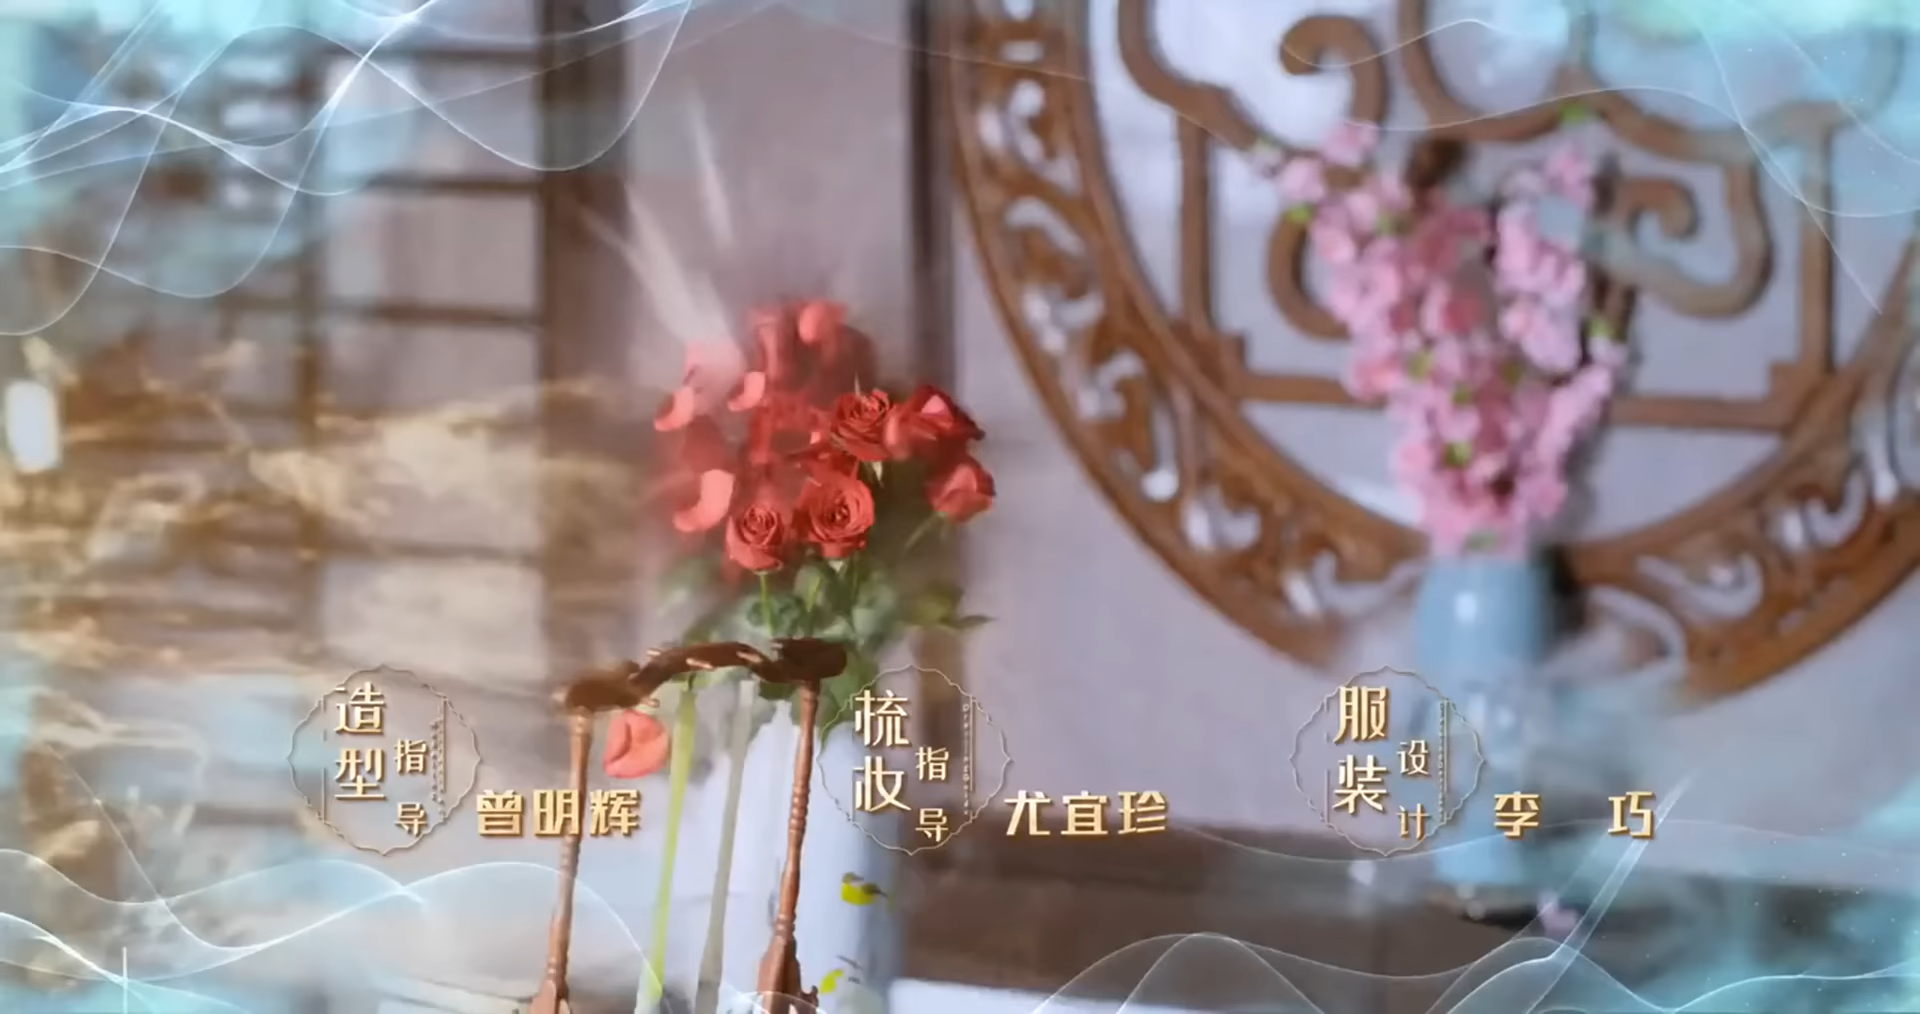 造型指导
曾明辉
梳妆指导
尤宜珍
服装设计
李 巧